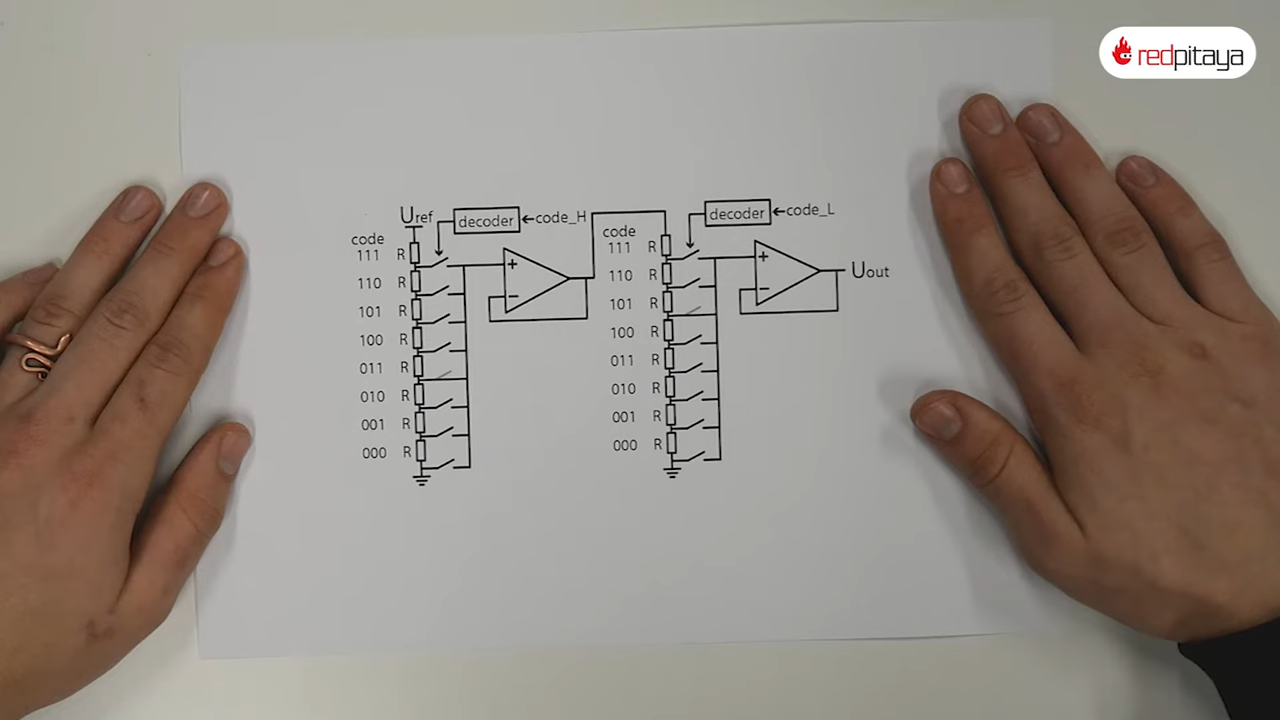 redpitaya
Uref
decoder
code_H
code
111 R
110 R
101 R
100 R
011 R
010 R
001 R
000 R
+
−
decoder
code_L
code
111 R
110 R
101 R
100 R
011 R
010 R
001 R
000 R
+
−
Uout